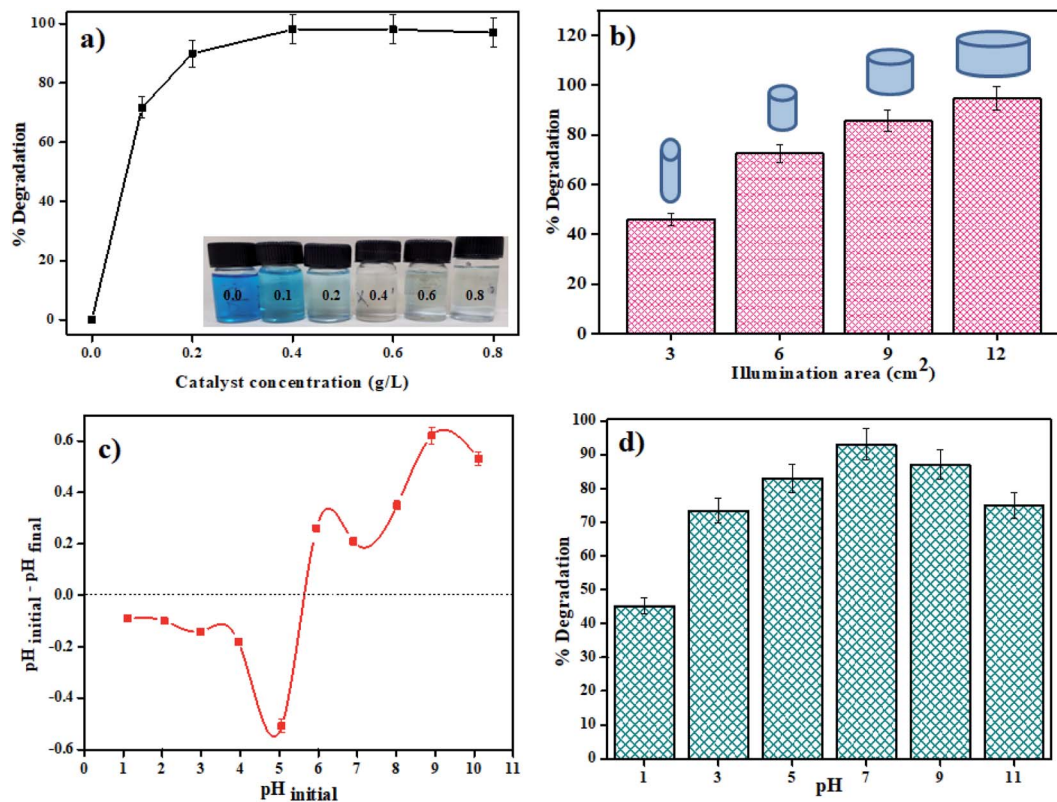 a)
% Degradation
100
80
60
40
20
0
0.0 0.1 0.2 0.4 0.6 0.8
0.0 0.2 0.4 0.6 0.8
Catalyst concentration (g/L)
b)
% Degradation
120
100
80
60
40
20
0
3 6 9 12
Illumination area (cm²)
c)
pH initial - pH final
0.6
0.4
0.2
0.0
-0.2
-0.4
-0.6
0 1 2 3 4 5 6 7 8 9 10 11
pH initial
d)
% Degradation
100
90
80
70
60
50
40
30
20
10
0
1 3 5 7 9 11
pH